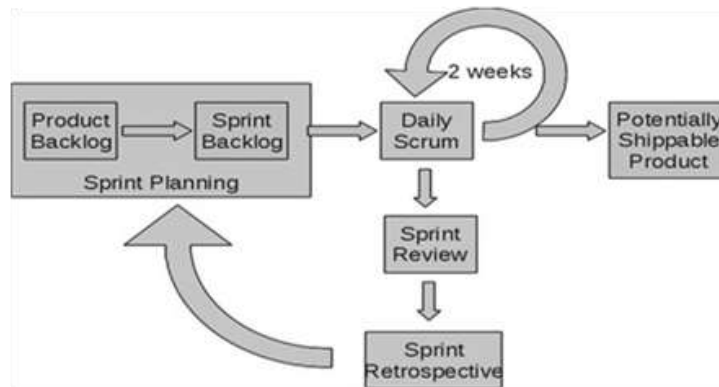 2 weeks
Product
Backlog
Sprint
Backlog
Sprint Planning
Daily
Scrum
Potentially
Shippable
Product
Sprint
Review
Sprint
Retrospective